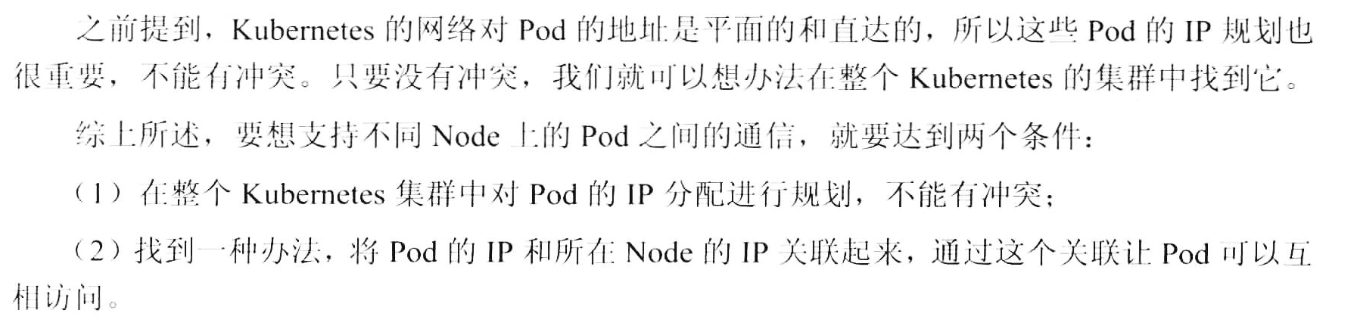 之前提到，Kubernetes 的网络对 Pod 的地址是平面的和直达的，所以这些 Pod 的 IP 规划也
很重要，不能有冲突。只要没有冲突，我们就可以想办法在整个 Kubernetes 的集群中找到它。
综上所述，要想支持不同 Node 上的 Pod 之间的通信，就要达到两个条件：
（1）在整个 Kubernetes 集群中对 Pod 的 IP 分配进行规划，不能有冲突；
（2）找到一种办法，将 Pod 的 IP 和所在 Node 的 IP 关联起来，通过这个关联让 Pod 可以互
相访问。